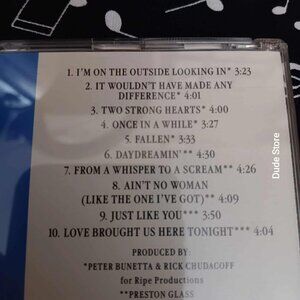 1. I'M ON THE OUTSIDE LOOKING IN* 3:23
2. IT WOULDN'T HAVE MADE ANY
DIFFERENCE* 4:01
3. TWO STRONG HEARTS* 4:00
4. ONCE IN A WHILE* 3:27
5. FALLEN* 3:33
6. DAYDREAMIN'** 4:30
7. FROM A WHISPER TO A SCREAM** 4:26
8. AIN'T NO WOMAN
(LIKE THE ONE I'VE GOT)** 4:09
9. JUST LIKE YOU*** 3:50
10. LOVE BROUGHT US HERE TONIGHT*** 4:04
PRODUCED BY:
*PETER BUNETTA & RICK CHUDACOFF
for Ripe Productions
**PRESTON GLASS
Dude Store